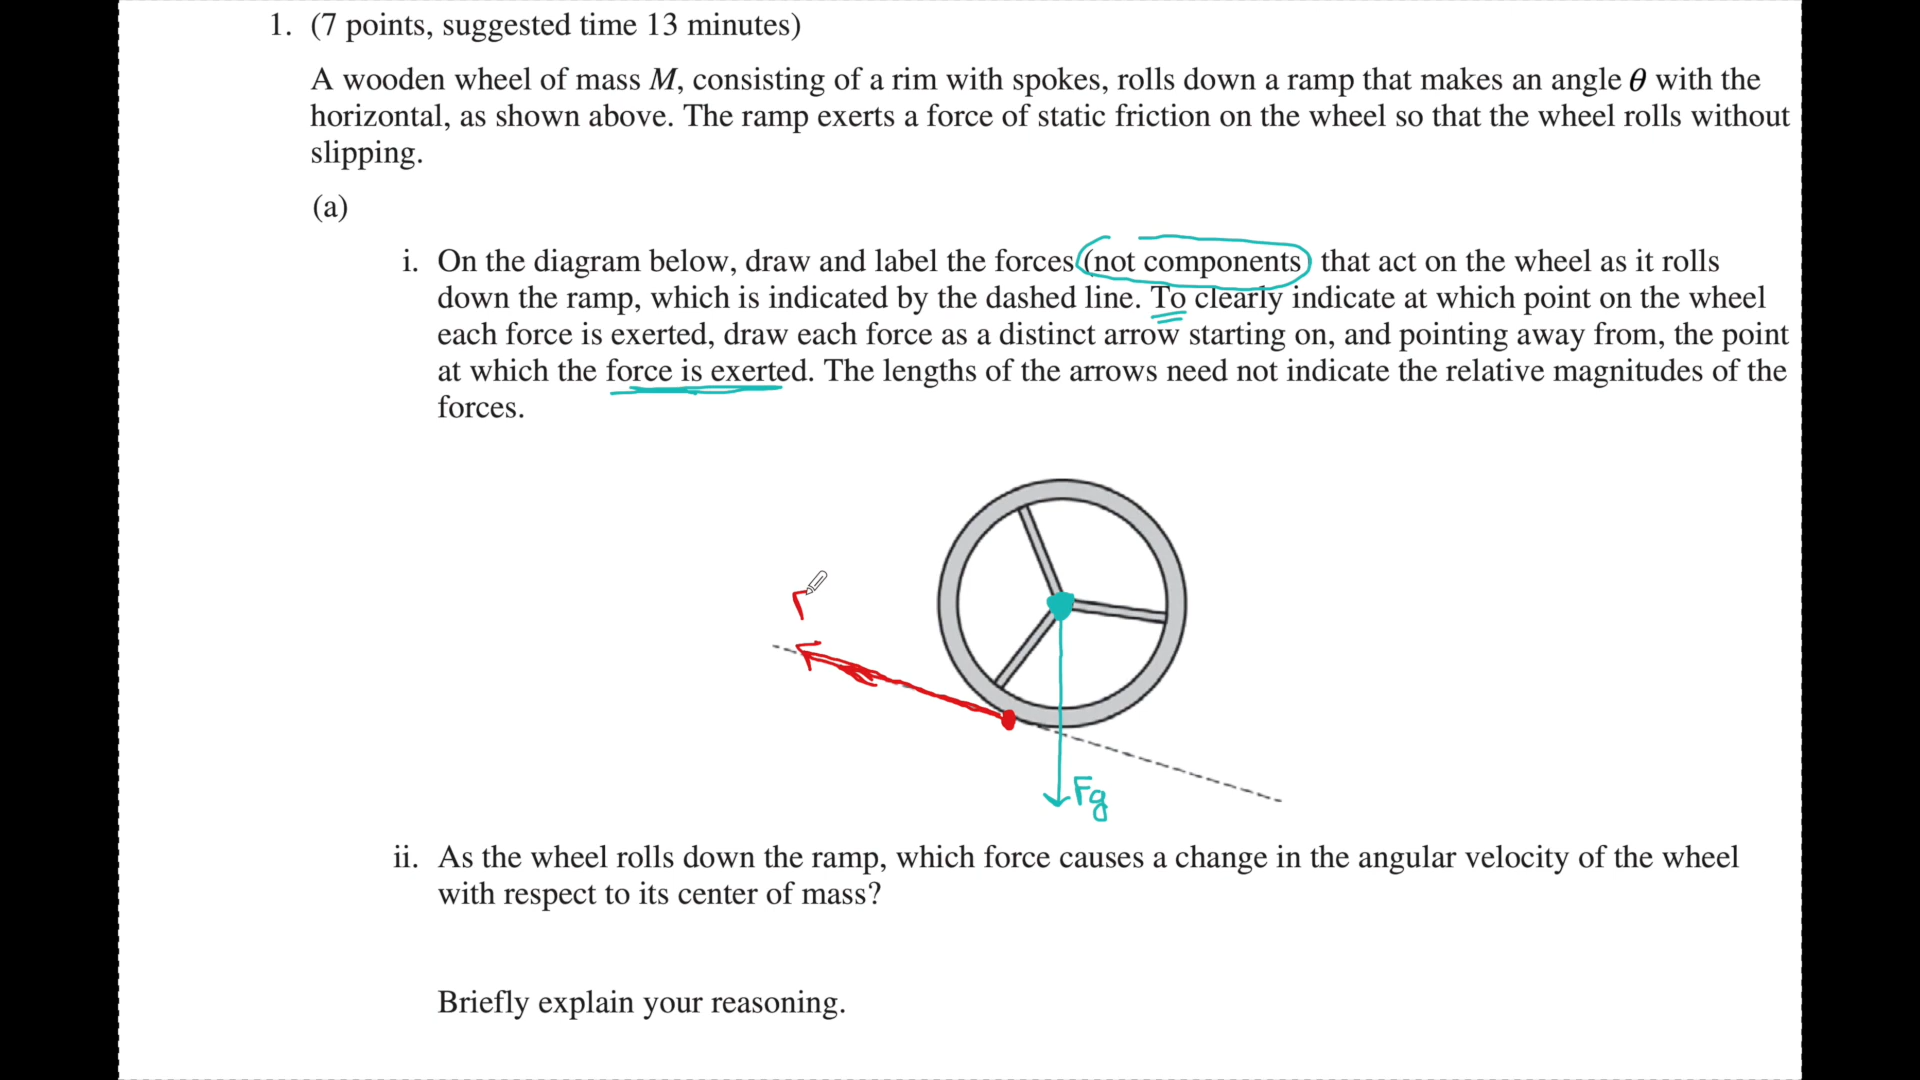 1. (7 points, suggested time 13 minutes)
A wooden wheel of mass M, consisting of a rim with spokes, rolls down a ramp that makes an angle θ with the
horizontal, as shown above. The ramp exerts a force of static friction on the wheel so that the wheel rolls without
slipping.
(a)
i. On the diagram below, draw and label the forces (not components) that act on the wheel as it rolls
down the ramp, which is indicated by the dashed line. To clearly indicate at which point on the wheel
each force is exerted, draw each force as a distinct arrow starting on, and pointing away from, the point
at which the force is exerted. The lengths of the arrows need not indicate the relative magnitudes of the
forces.
Fg
ii. As the wheel rolls down the ramp, which force causes a change in the angular velocity of the wheel
with respect to its center of mass?
Briefly explain your reasoning.